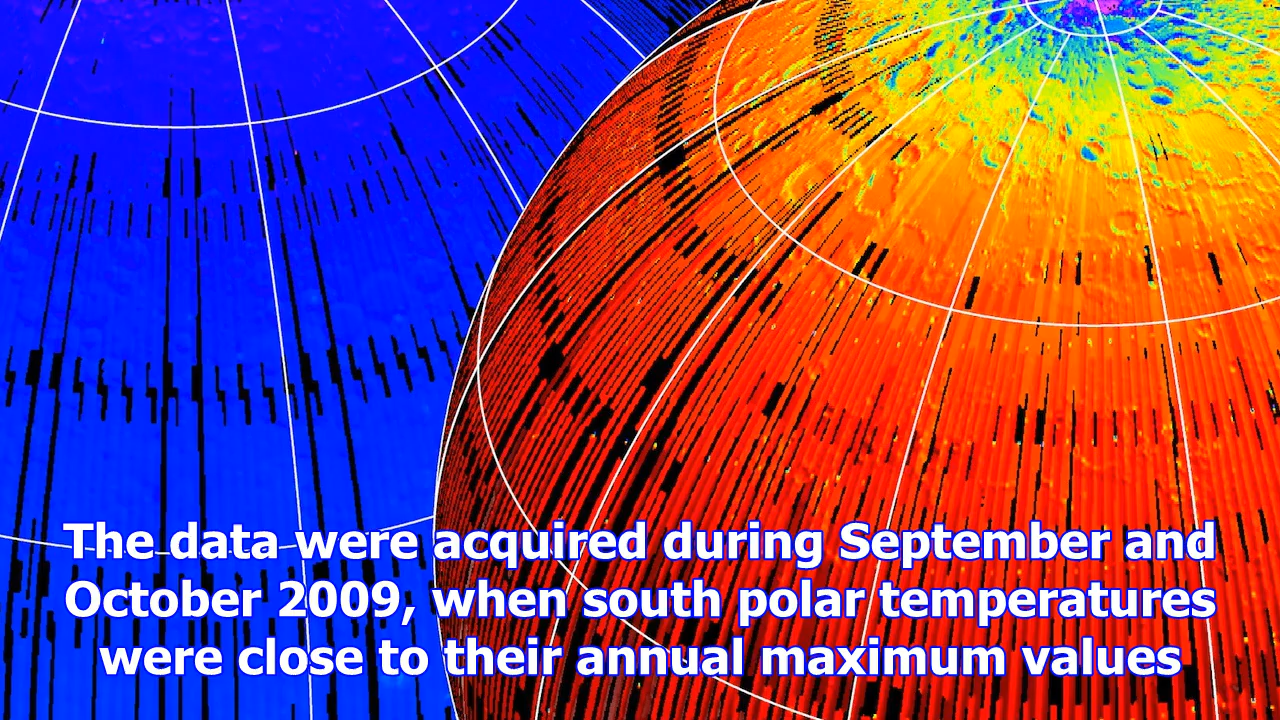 The data were acquired during September and
October 2009, when south polar temperatures
were close to their annual maximum values